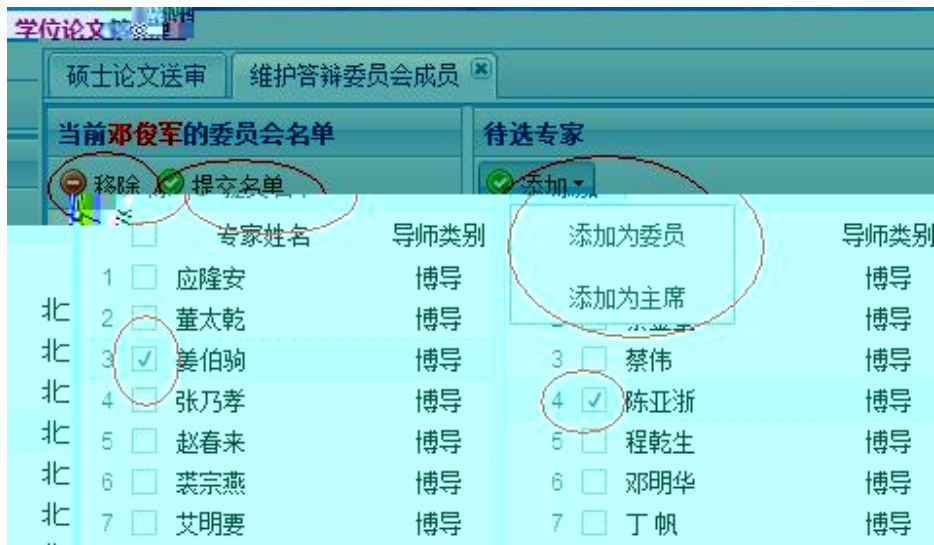 学位论文
硕士论文送审 维护答辩委员会成员
当前邓俊军的委员会名单 待选专家
移除 提交名单 添加
专家姓名 导师类别 添加为委员 导师类别
1 应隆安 博导 博导
添加为主席
北 2 董太乾 博导 博导
北 3 姜伯驹 博导 3 蔡伟 博导
北 4 张乃孝 博导 4 陈亚浙 博导
北 5 赵春来 博导 5 程乾生 博导
北 6 裘宗燕 博导 6 邓明华 博导
北 7 艾明要 博导 7 丁帆 博导